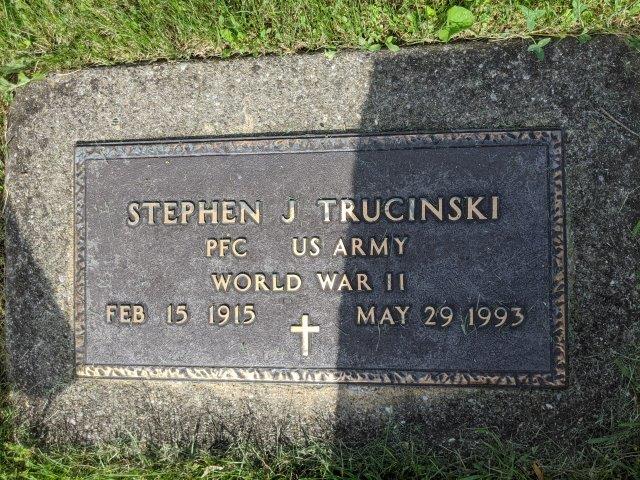 STEPHEN J TRUCINSKI
PFC US ARMY
WORLD WAR II
FEB 15 1915 MAY 29 1993